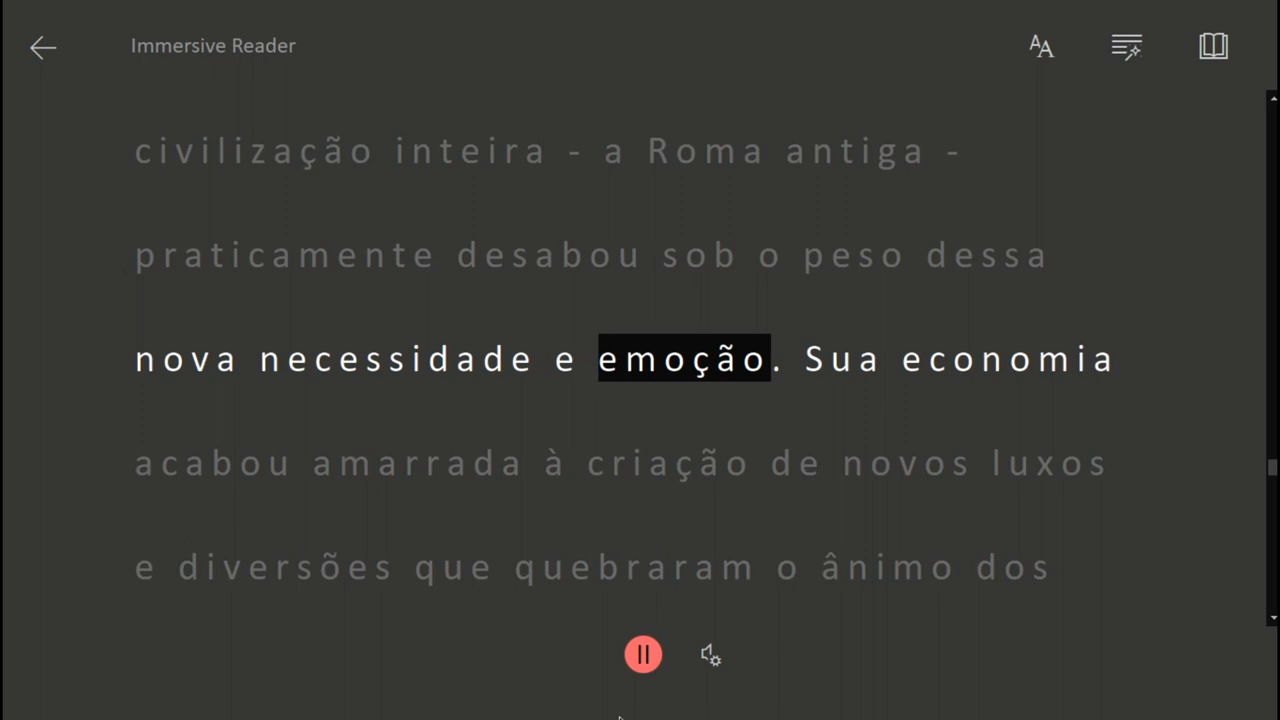 Immersive Reader
civilização inteira - a Roma antiga -
praticamente desabou sob o peso dessa
nova necessidade e emoção. Sua economia
acabou amarrada à criação de novos luxos
e diversões que quebraram o ânimo dos